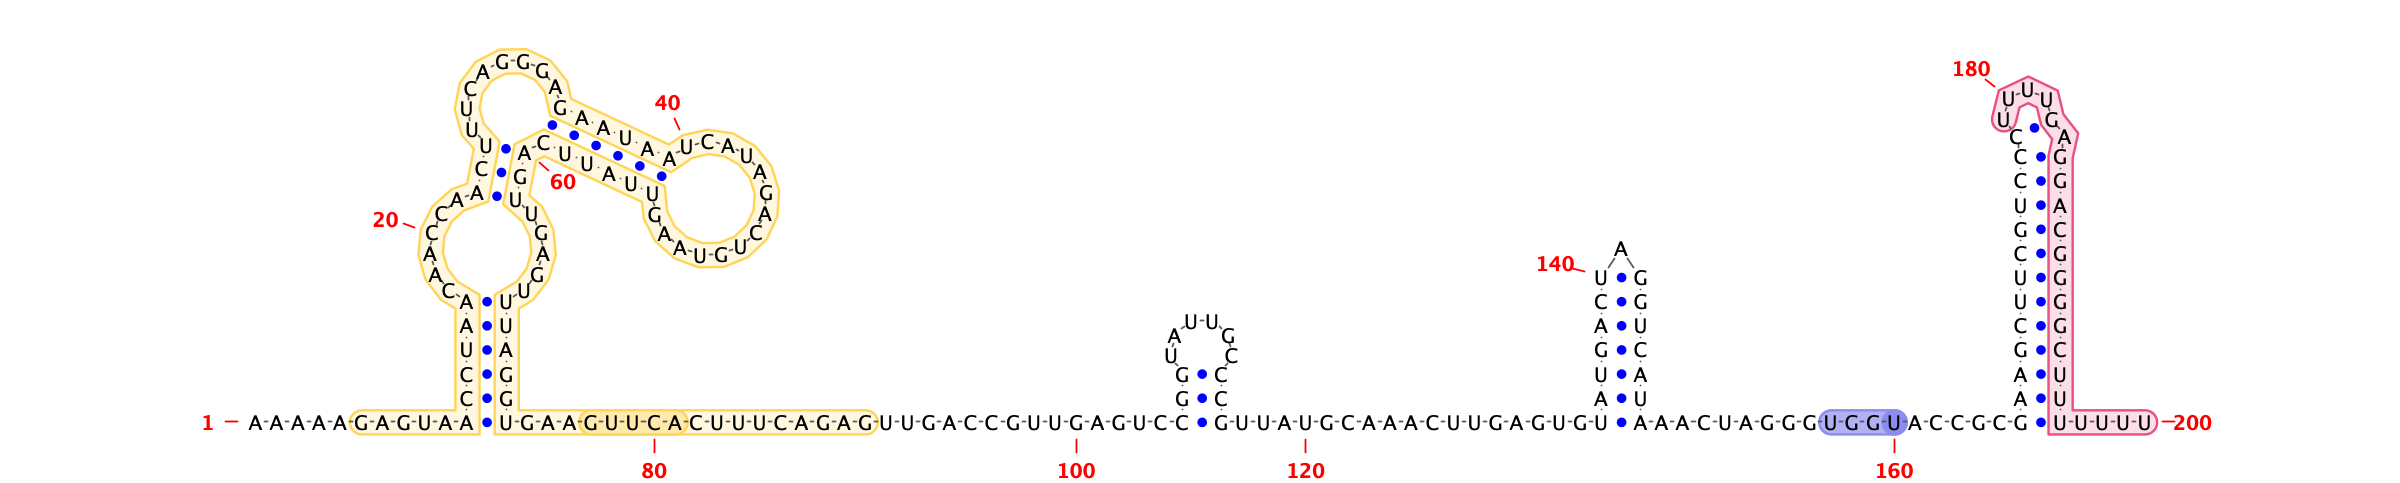 1
A-A-A-A-A-G-A-G-U-A-A-C-C-U-A-A-C-A-A-C
20
C-A-A-C-U-U-U-C-A-G-G-G-A-G-A-A-U-A-A-U
40
C-A-U-A-G-A-C-U-G-U-A-A-G-U-U-A-U-U-C-A
60
G-U-U-G-A-G-U-U-U-A-G-G-U-G-A-A-G-U-U-C
80
A-C-U-U-U-C-A-G-A-G-U-U-G-A-C-C-G-U-U-G
100
A-G-U-C-C-G-G-U-A-U-U-G-C-C-C-G-U-U-A-U
120
G-C-A-A-A-C-U-U-G-A-G-U-G-U-A-U-G-A-C-U
140
A-G-G-U-C-A-U-A-A-A-C-U-A-G-G-G-U-G-G-U
160
A-C-C-G-C-G-A-A-G-C-U-U-C-G-U-C-C-C-U-U
180
U-U-G-A-G-G-A-C-G-G-G-G-C-U-U-U-U-U-U-U
200